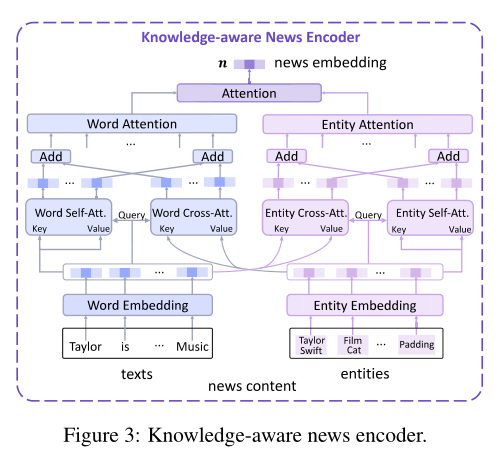 Knowledge-aware News Encoder
n news embedding
Attention
Word Attention
Entity Attention
...
...
Add
Add
Add
Add
...
...
...
...
Word Self-Att.
Key
Value
Query
Word Cross-Att.
Key
Value
Entity Cross-Att.
Key
Value
Query
Entity Self-Att.
Key
Value
...
...
Word Embedding
Entity Embedding
Taylor
is
...
Music
Taylor
Swift
Film
Cat
...
Padding
texts
entities
news content
Figure 3: Knowledge-aware news encoder.